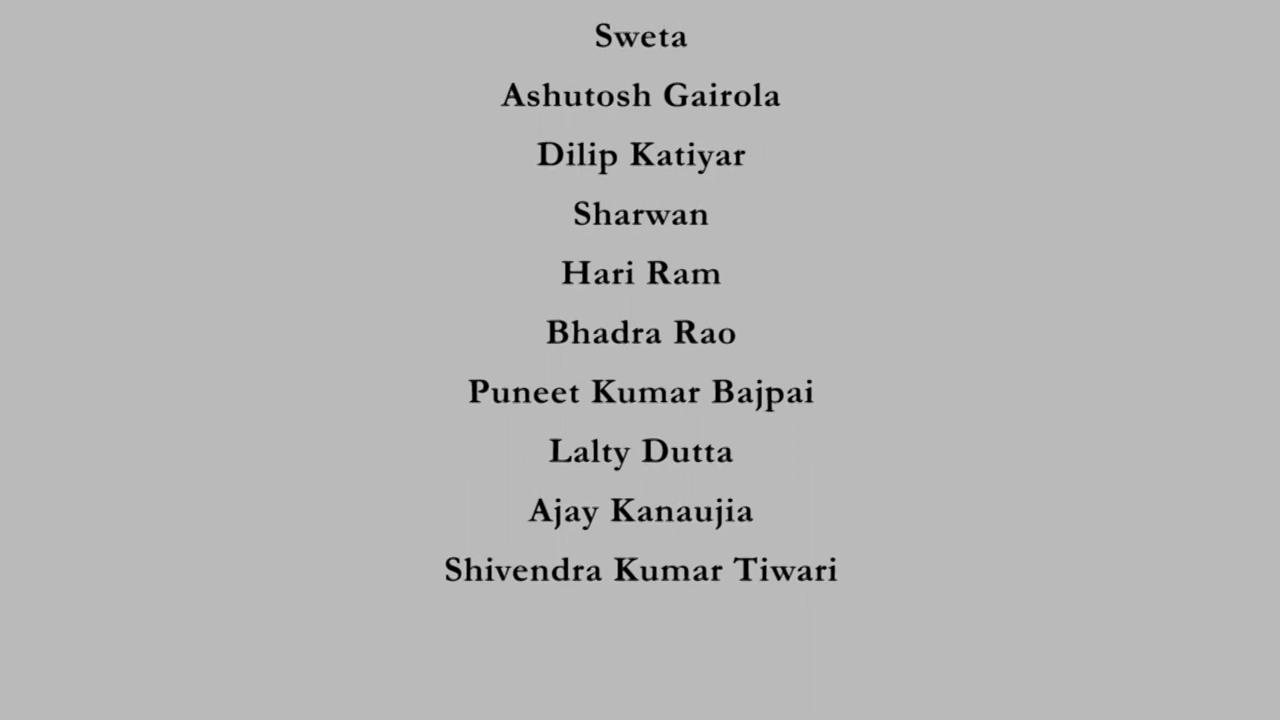 Sweta
Ashutosh Gairola
Dilip Katiyar
Sharwan
Hari Ram
Bhadra Rao
Puneet Kumar Bajpai
Lalty Dutta
Ajay Kanaujia
Shivendra Kumar Tiwari